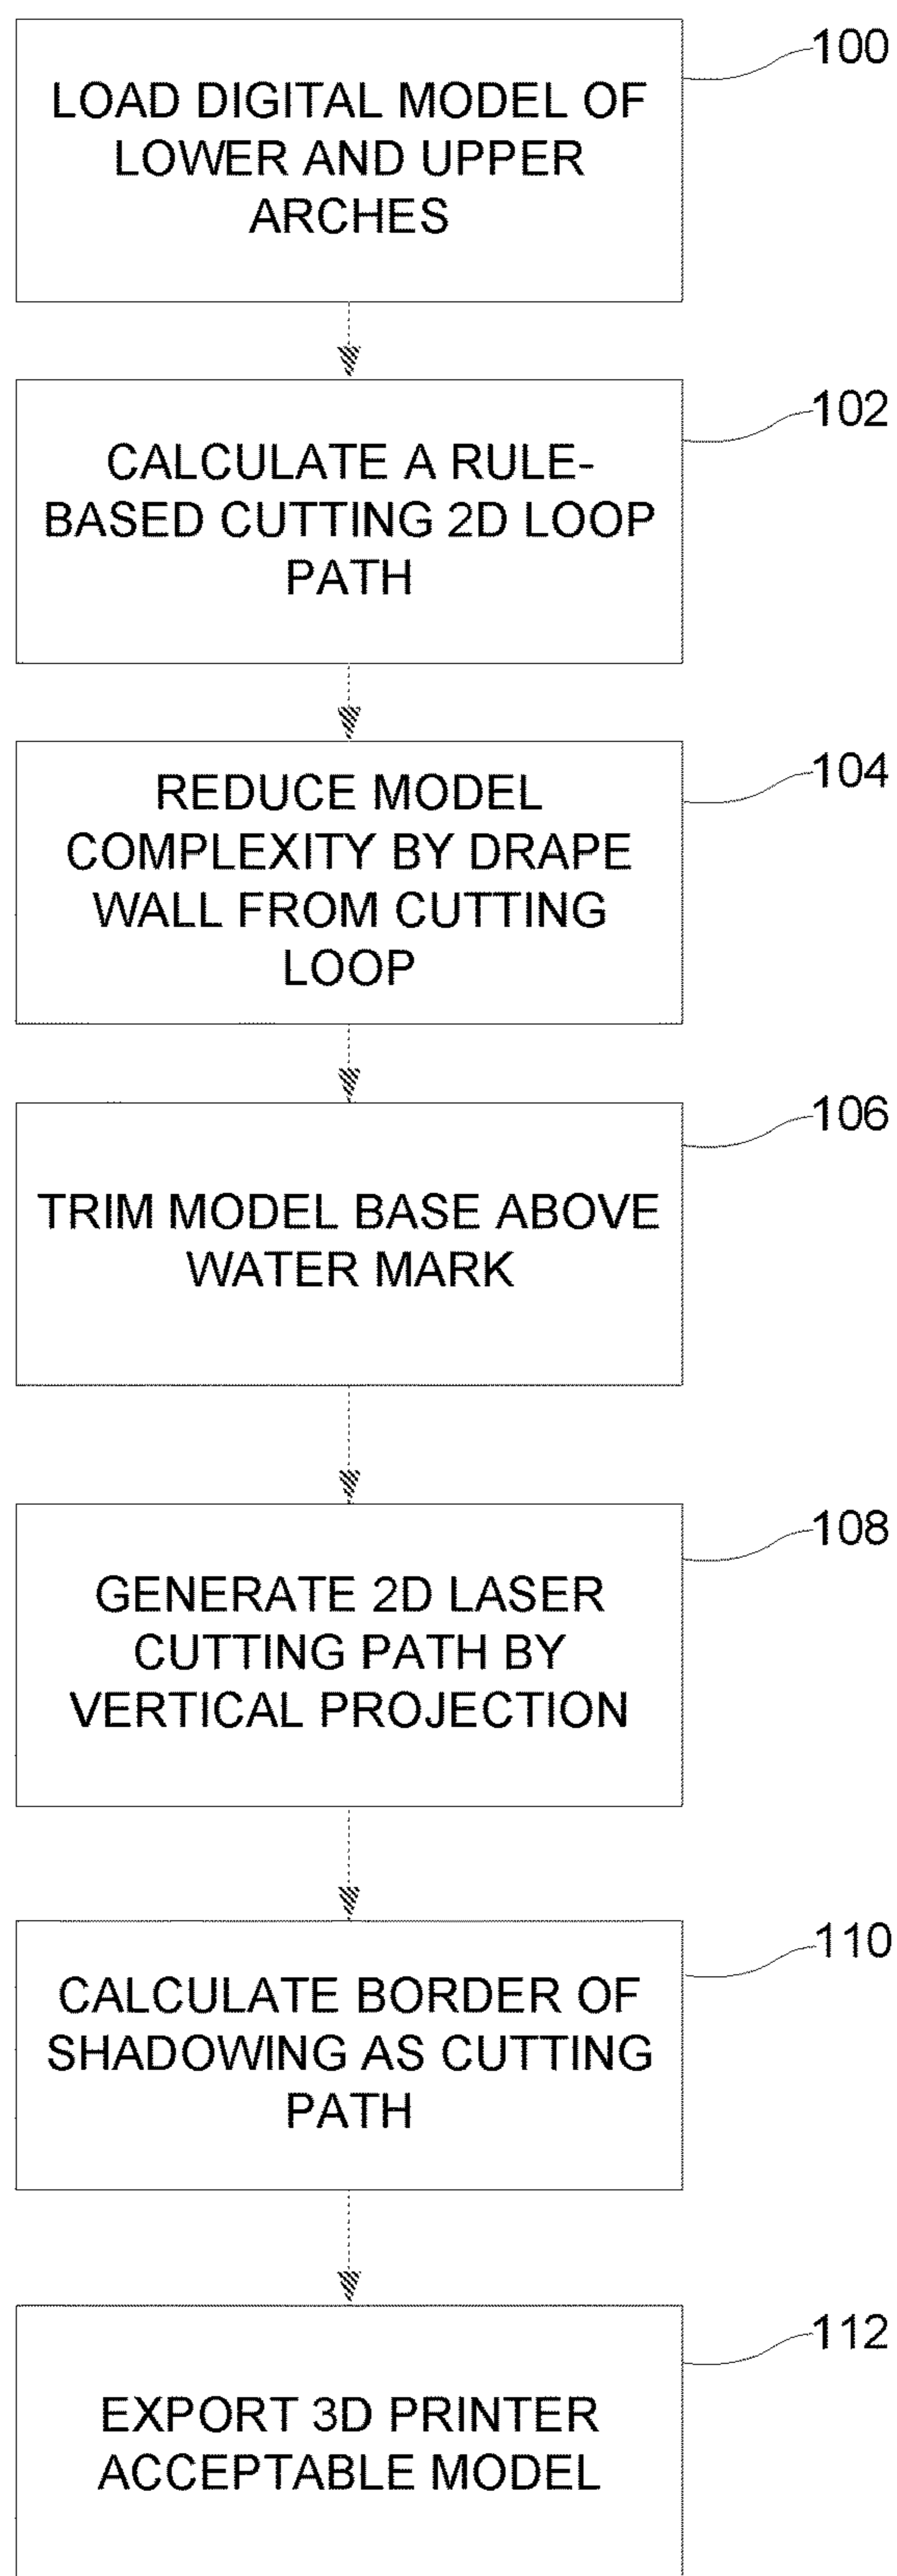 100
LOAD DIGITAL MODEL OF
LOWER AND UPPER
ARCHES
102
CALCULATE A RULE-
BASED CUTTING 2D LOOP
PATH
104
REDUCE MODEL
COMPLEXITY BY DRAPE
WALL FROM CUTTING
LOOP
106
TRIM MODEL BASE ABOVE
WATER MARK
108
GENERATE 2D LASER
CUTTING PATH BY
VERTICAL PROJECTION
110
CALCULATE BORDER OF
SHADOWING AS CUTTING
PATH
112
EXPORT 3D PRINTER
ACCEPTABLE MODEL